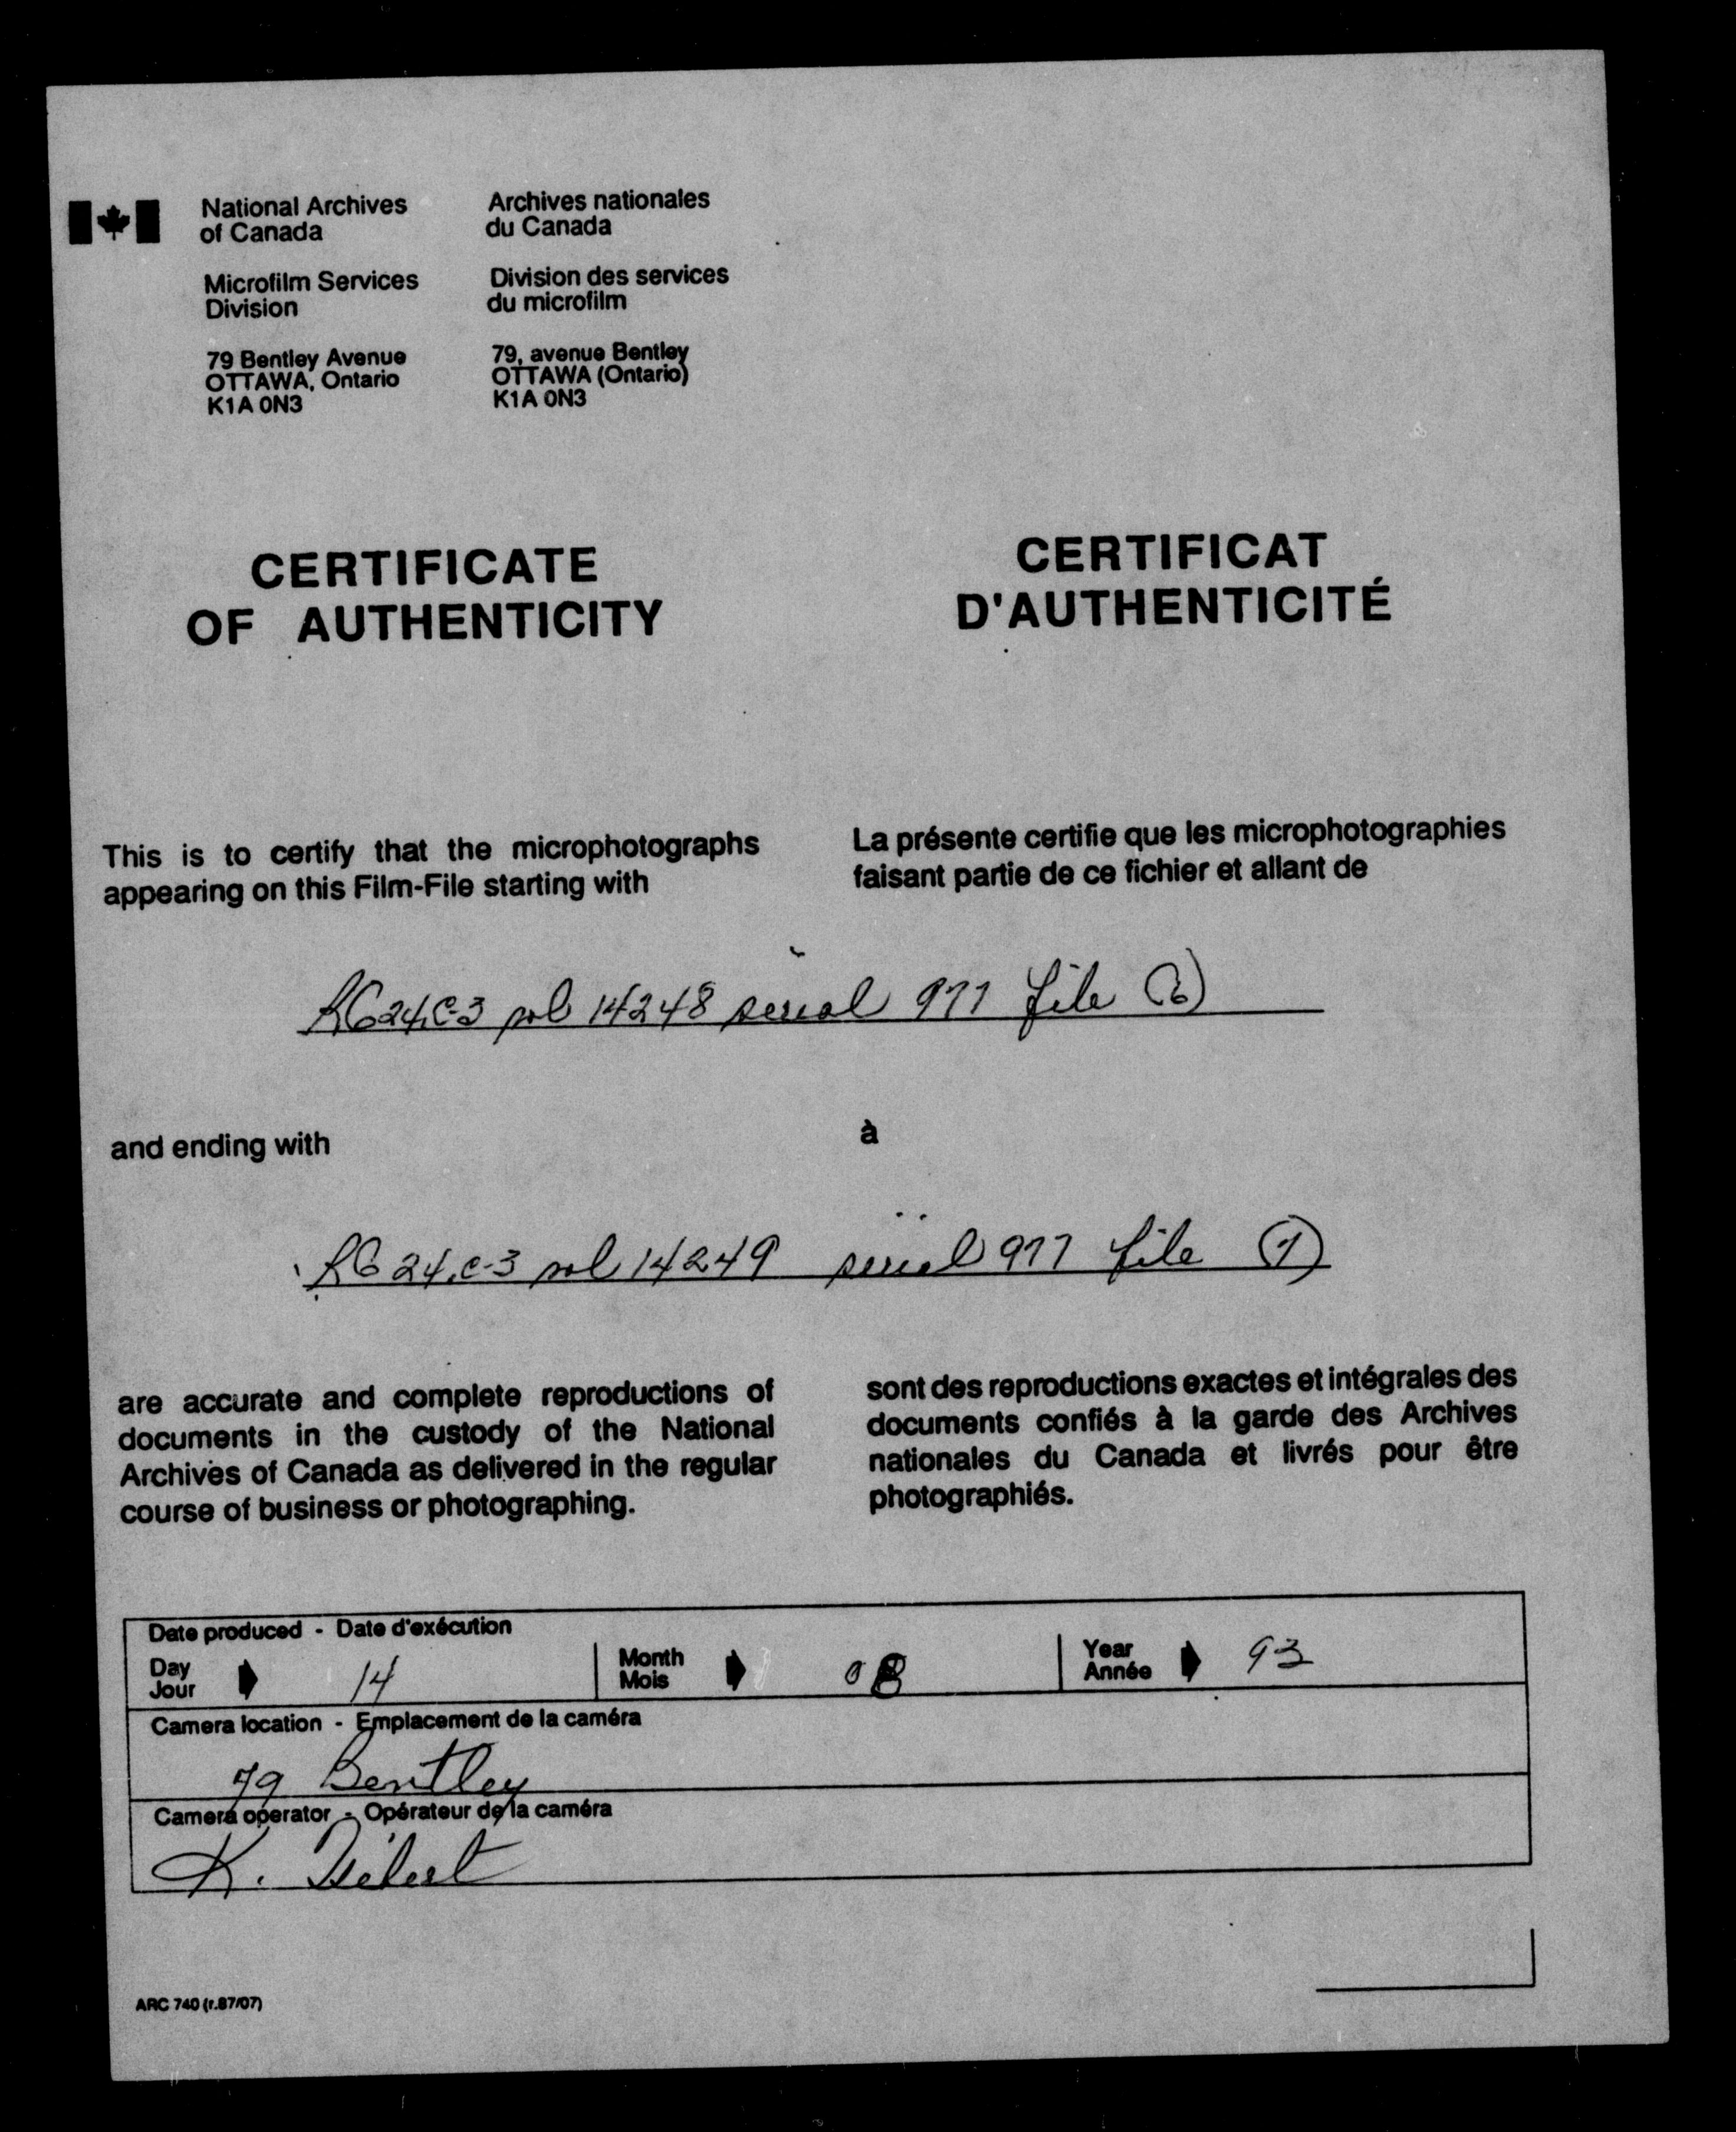 National Archives
of Canada
Archives nationales
du Canada
Microfilm Services
Division
Division des services
du microfilm
79 Bentley Avenue
OTTAWA, Ontario
K1A 0N3
79, avenue Bentley
OTTAWA (Ontario)
K1A 0N3
CERTIFICATE
OF AUTHENTICITY
CERTIFICAT
D'AUTHENTICITÉ
This is to certify that the microphotographs
appearing on this Film-File starting with
La présente certifie que les microphotographies
faisant partie de ce fichier et allant de
RG24,C-3 vol 14248 serial 977 file (6)
and ending with
à
RG 24,C-3 vol 14249 serial 977 file (7)
are accurate and complete reproductions of
documents in the custody of the National
Archives of Canada as delivered in the regular
course of business or photographing.
sont des reproductions exactes et intégrales des
documents confiés à la garde des Archives
nationales du Canada et livrés pour être
photographiés.
Date produced - Date d'exécution
Day
Jour
14
Month
Mois
08
Year
Année
93
Camera location - Emplacement de la caméra
79 Bentley
Camera operator - Opérateur de la caméra
K.
ARC 740 (r.87/07)